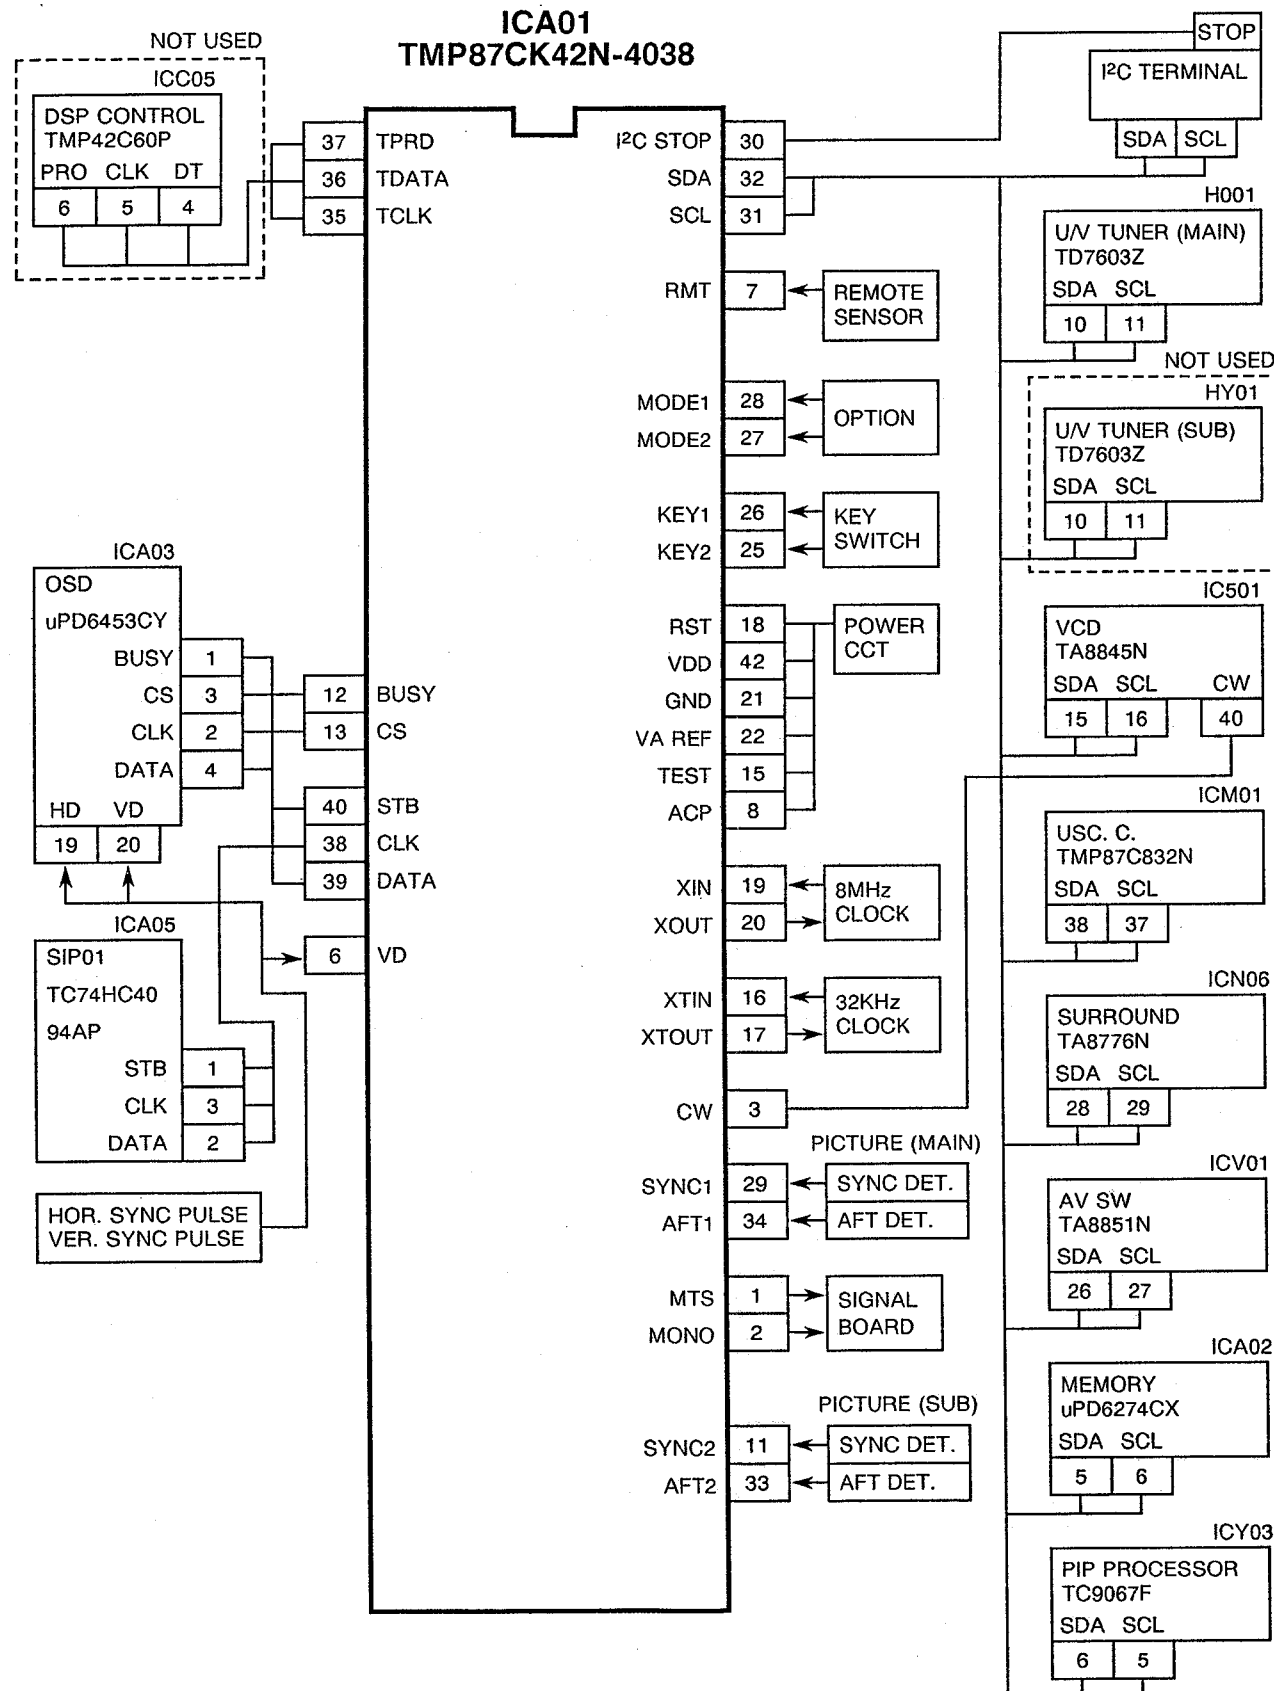 ICA01
TMP87CK42N-4038
NOT USED
ICC05
DSP CONTROL
TMP42C60P
PRO CLK DT
6 5 4
37 TPRD
36 TDATA
35 TCLK
ICA03
OSD
uPD6453CY
BUSY 1
CS 3
CLK 2
DATA 4
HD VD
19 20
12 BUSY
13 CS
40 STB
38 CLK
39 DATA
6 VD
ICA05
SIP01
TC74HC40
94AP
STB 1
CLK 3
DATA 2
HOR. SYNC PULSE
VER. SYNC PULSE
I²C STOP 30
SDA 32
SCL 31
RMT 7
REMOTE
SENSOR
MODE1 28
MODE2 27
OPTION
KEY1 26
KEY2 25
KEY
SWITCH
RST 18
VDD 42
GND 21
VA REF 22
TEST 15
ACP 8
POWER
CCT
XIN 19
XOUT 20
8MHz
CLOCK
XTIN 16
XTOUT 17
32KHz
CLOCK
CW 3
PICTURE (MAIN)
SYNC1 29 SYNC DET.
AFT1 34 AFT DET.
MTS 1
MONO 2
SIGNAL
BOARD
PICTURE (SUB)
SYNC2 11 SYNC DET.
AFT2 33 AFT DET.
STOP
I²C TERMINAL
SDA SCL
H001
U/V TUNER (MAIN)
TD7603Z
SDA SCL
10 11
NOT USED
HY01
U/V TUNER (SUB)
TD7603Z
SDA SCL
10 11
IC501
VCD
TA8845N
SDA SCL CW
15 16 40
ICM01
USC. C.
TMP87C832N
SDA SCL
38 37
ICN06
SURROUND
TA8776N
SDA SCL
28 29
ICV01
AV SW
TA8851N
SDA SCL
26 27
ICA02
MEMORY
uPD6274CX
SDA SCL
5 6
ICY03
PIP PROCESSOR
TC9067F
SDA SCL
6 5